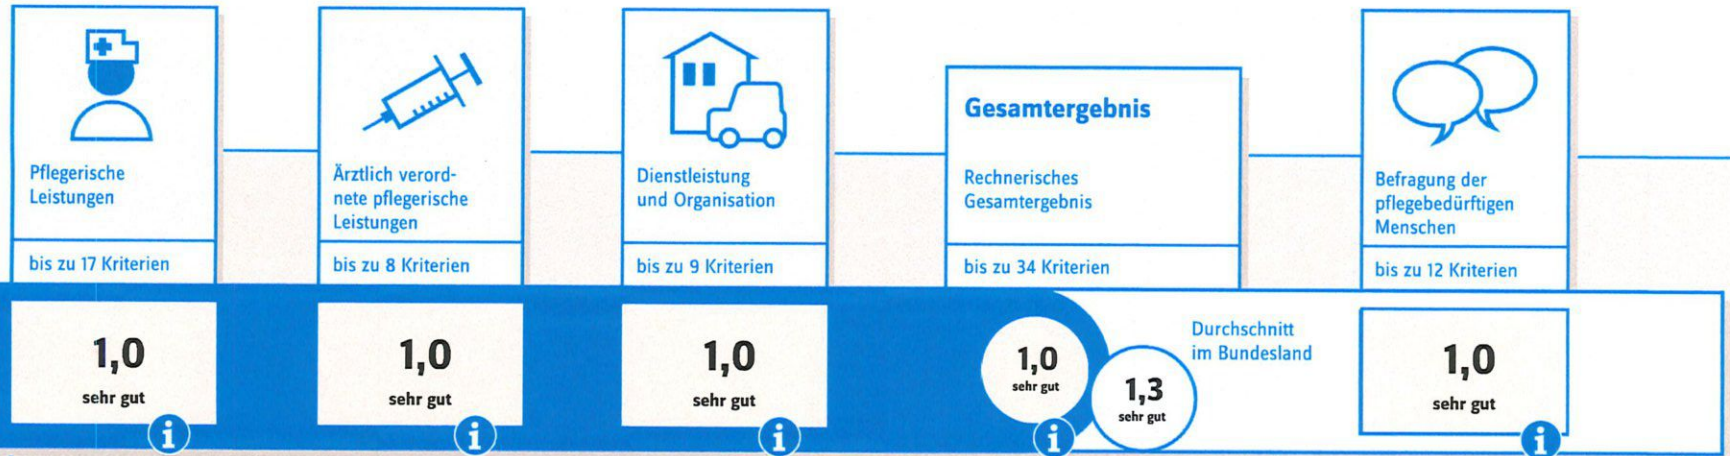 Pflegerische
Leistungen
bis zu 17 Kriterien
1,0
sehr gut
i
Ärztlich verord-
nete pflegerische
Leistungen
bis zu 8 Kriterien
1,0
sehr gut
i
Dienstleistung
und Organisation
bis zu 9 Kriterien
1,0
sehr gut
i
Gesamtergebnis
Rechnerisches
Gesamtergebnis
bis zu 34 Kriterien
1,0
sehr gut
i
1,3
sehr gut
Durchschnitt
im Bundesland
Befragung der
pflegebedürftigen
Menschen
bis zu 12 Kriterien
1,0
sehr gut
i